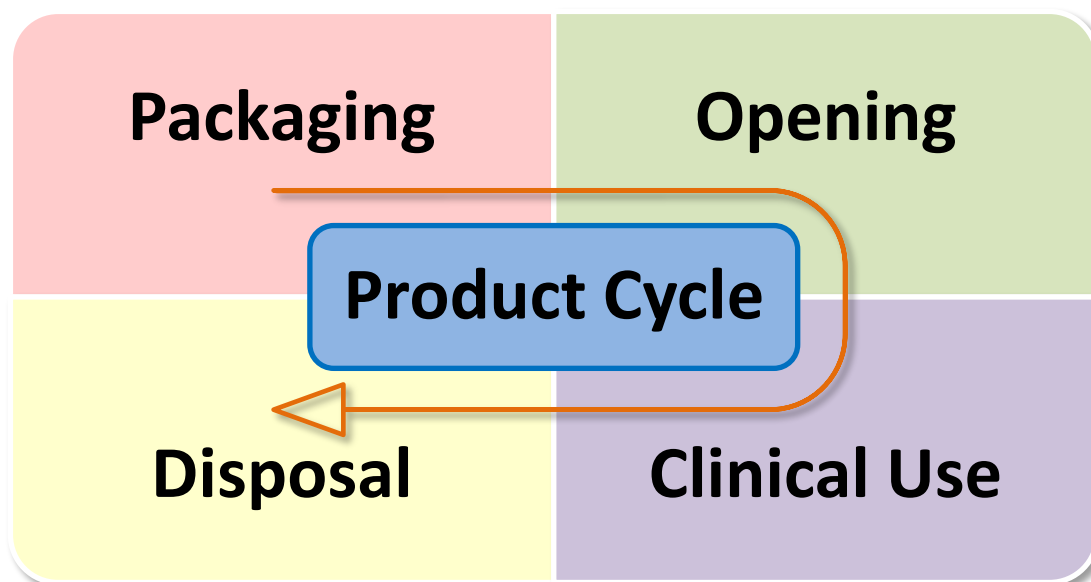 Packaging
Opening
Product Cycle
Disposal
Clinical Use